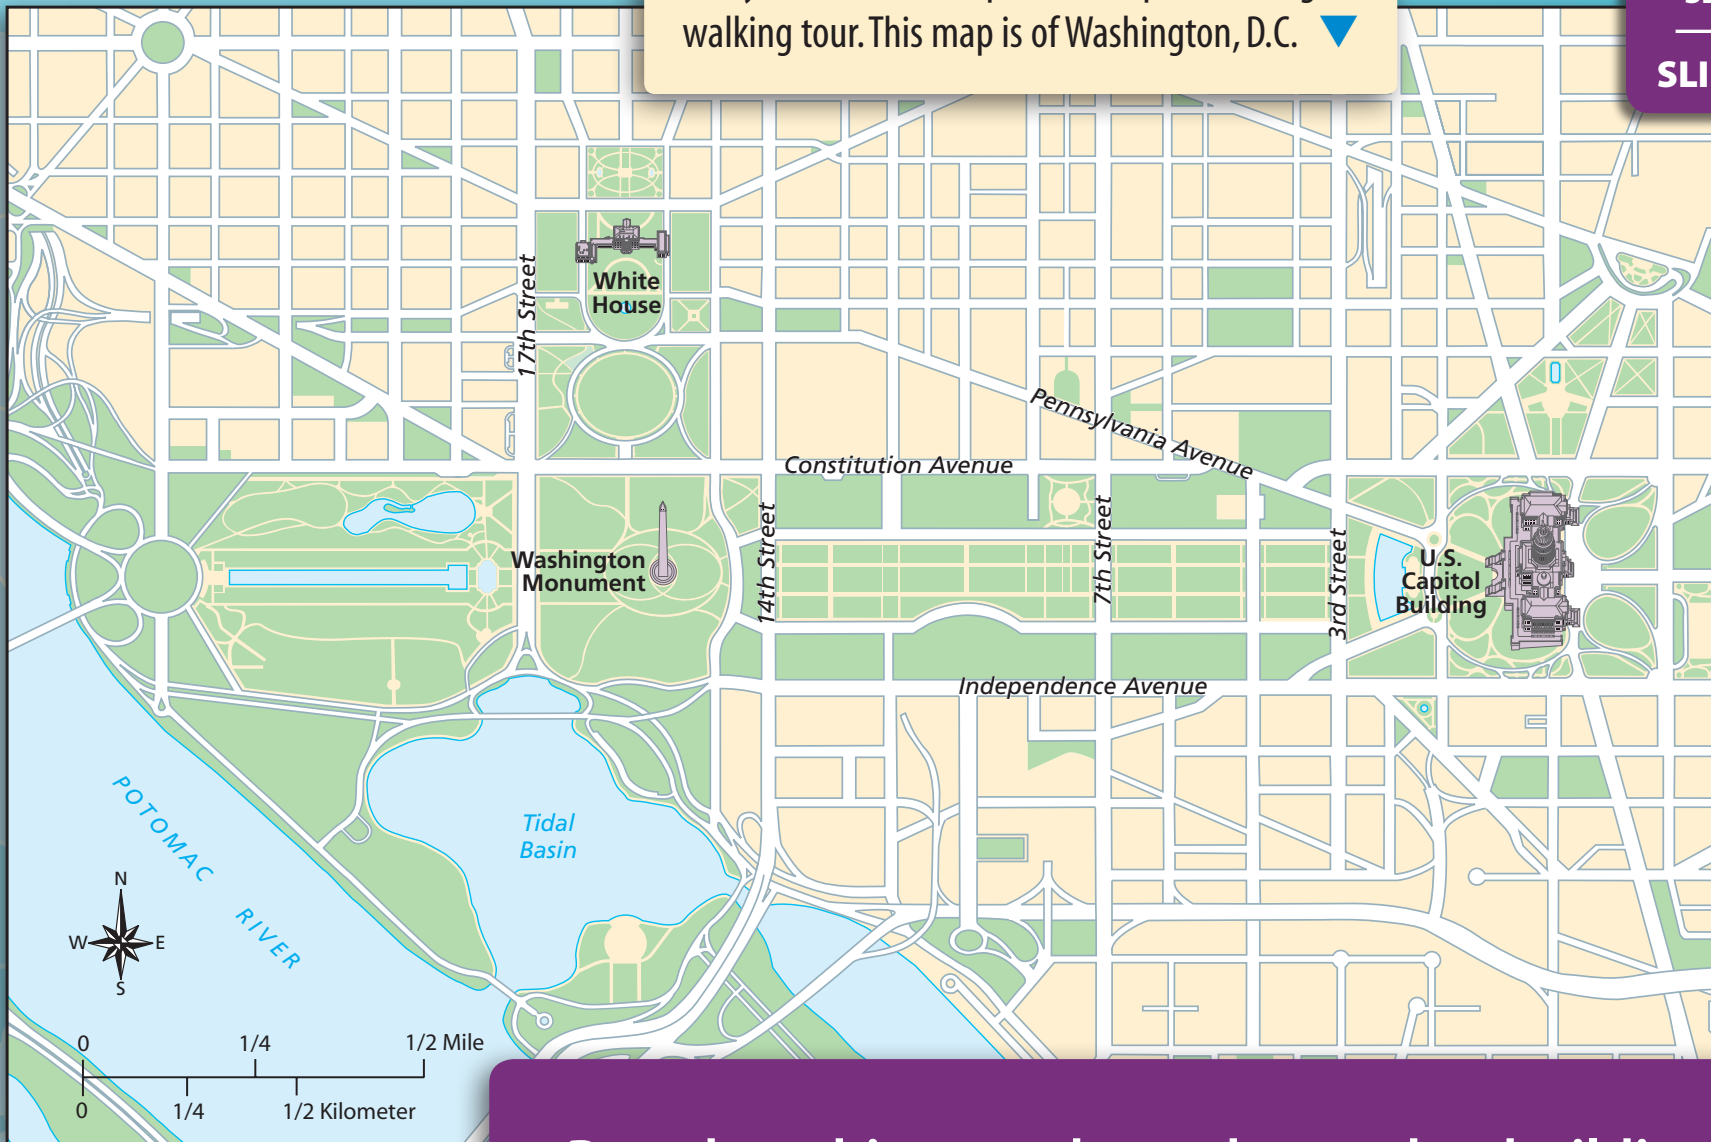 walking tour. This map is of Washington, D.C.
SLI
17th Street
White
House
Pennsylvania Avenue
Constitution Avenue
14th Street
7th Street
3rd Street
Washington
Monument
U.S.
Capitol
Building
Independence Avenue
POTOMAC
RIVER
Tidal
Basin
N
W E
S
0 1/4 1/2 Mile
0 1/4 1/2 Kilometer